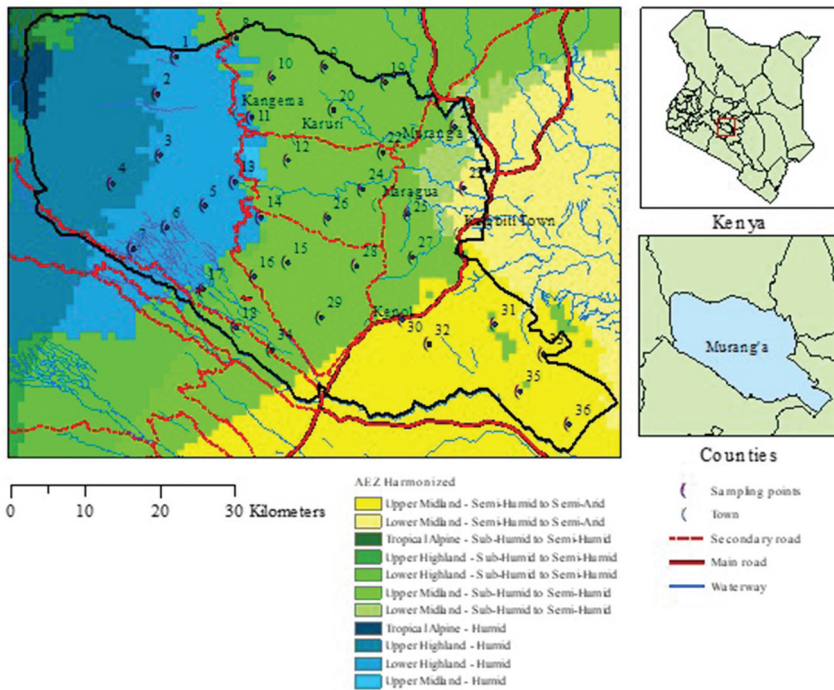 1
8
9
2
10
19
20
Kangema
11
Karuri
Murang'a
3
12
22
4
13
24
Maragua
5
14
26
25
6
7
15
28
27
16
17
18
29
Kenol
30
31
32
34
35
36
Kenya
Murang'a
Counties
Sampling points
Town
Secondary road
Main road
Waterway
0 10 20 30 Kilometers
AEZ Harmonized
Upper Midland - Semi-Humid to Semi-Arid
Lower Midland - Semi-Humid to Semi-Arid
Tropical Alpine - Sub-Humid to Semi-Humid
Upper Highland - Sub-Humid to Semi-Humid
Lower Highland - Sub-Humid to Semi-Humid
Upper Midland - Sub-Humid to Semi-Humid
Lower Midland - Sub-Humid to Semi-Humid
Tropical Alpine - Humid
Upper Highland - Humid
Lower Highland - Humid
Upper Midland - Humid